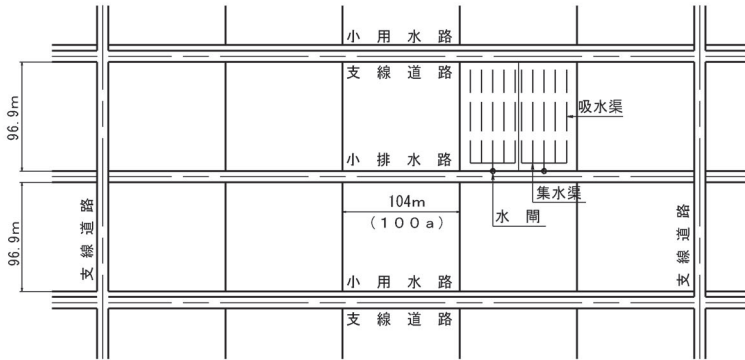 小用水路
支線道路
96.9m
吸水渠
小排水路
集水渠
104m
(100a)
水閘
96.9m
支線道路
支線道路
小用水路
支線道路